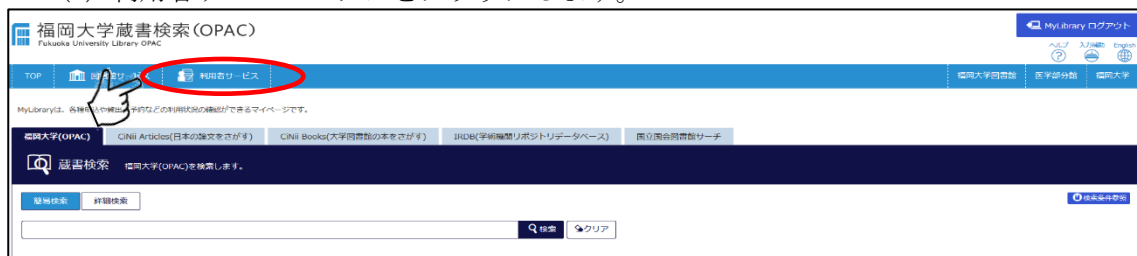 福岡大学蔵書検索(OPAC)
Fukuoka University Library OPAC
MyLibrary ログアウト
ヘルプ 入力補助 English
TOP 利用者サービス 福岡大学図書館 医学部分館 福岡大学
MyLibraryは、各種 や 予約などの利用状況の確認ができるマイページです。
福岡大学(OPAC) CiNii Articles(日本の論文をさがす) CiNii Books(大学図書館の本をさがす) IRDB(学術機関リポジトリデータベース) 国立国会図書館サーチ
蔵書検索 福岡大学(OPAC)を検索します。
簡易検索 詳細検索 検索条件参照
検索 クリア